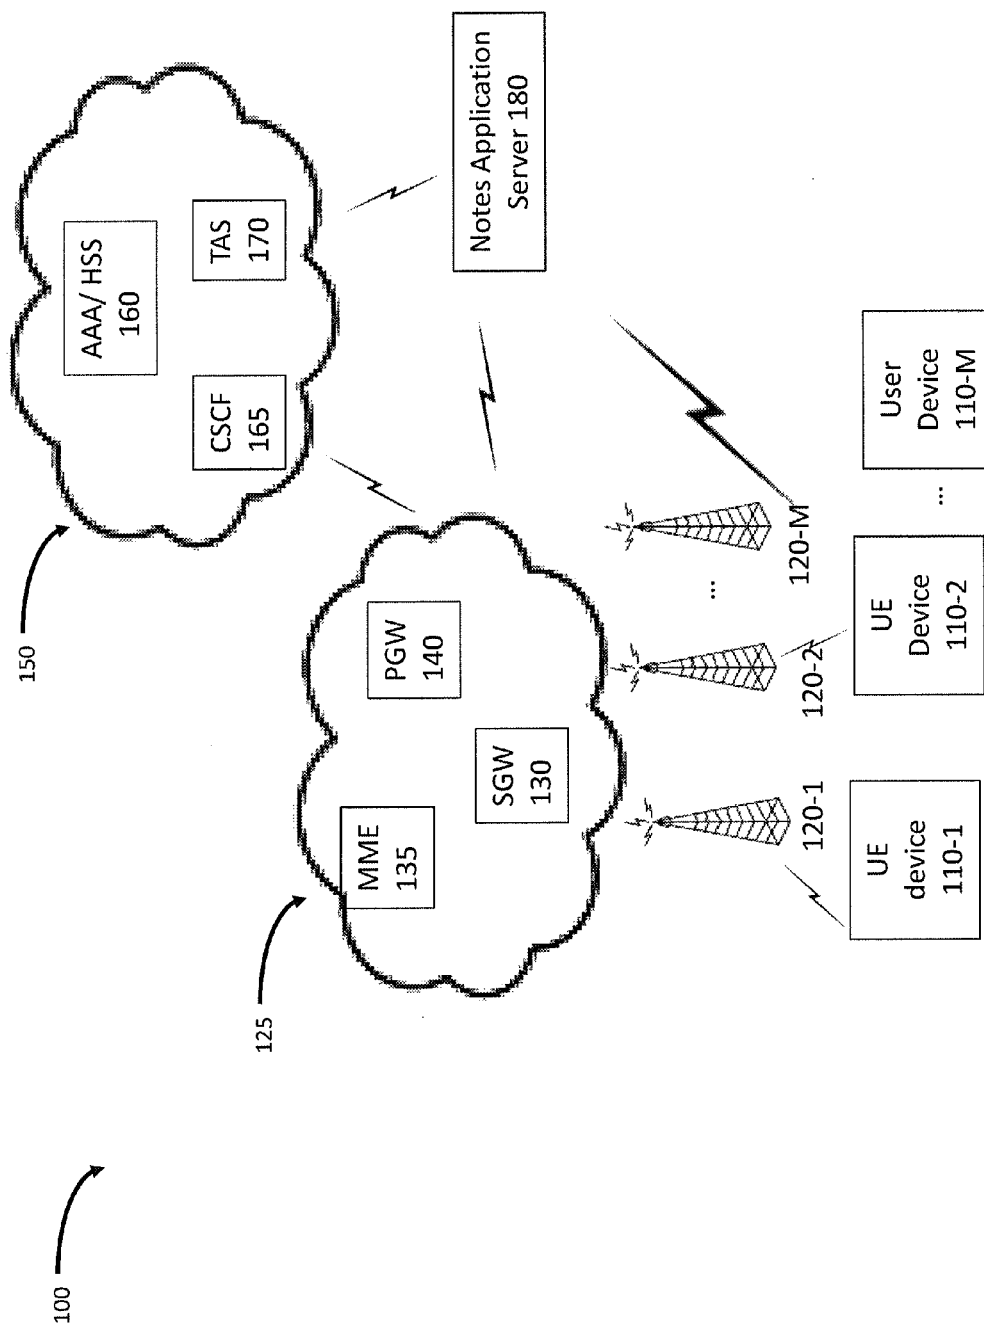 100
125
150
AAA/ HSS
160
CSCF
165
TAS
170
MME
135
PGW
140
SGW
130
Notes Application
Server 180
120-1
120-2
...
120-M
UE
device
110-1
UE
Device
110-2
...
User
Device
110-M